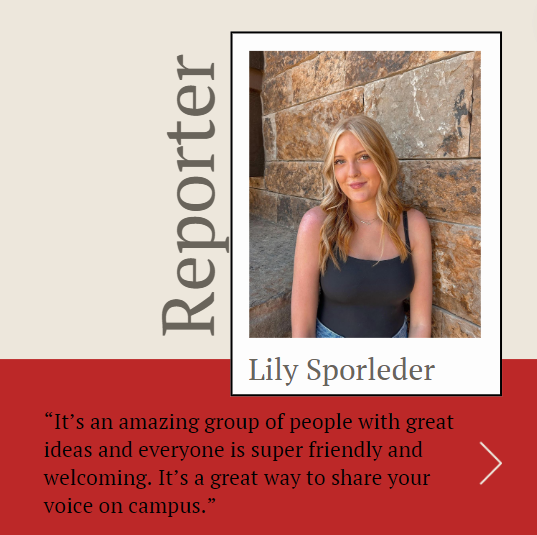 Reporter
Lily Sporleder
“It’s an amazing group of people with great
ideas and everyone is super friendly and
welcoming. It’s a great way to share your
voice on campus.”